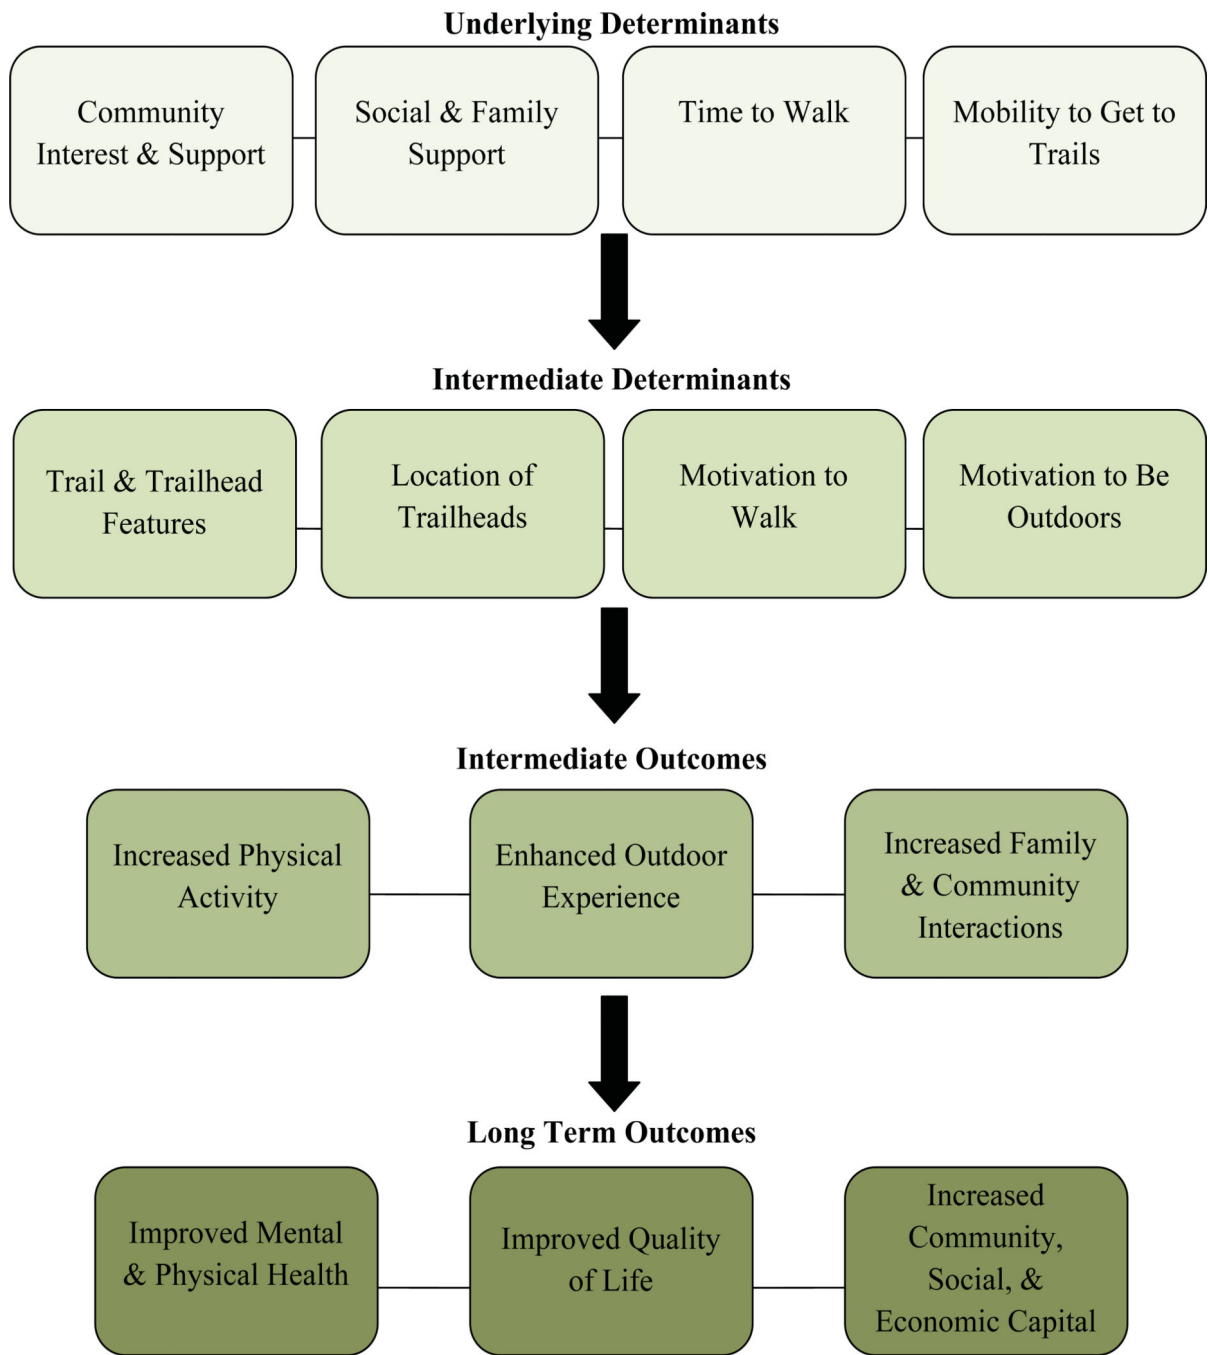 Underlying Determinants
Community
Interest & Support
Social & Family
Support
Time to Walk
Mobility to Get to
Trails
Intermediate Determinants
Trail & Trailhead
Features
Location of
Trailheads
Motivation to
Walk
Motivation to Be
Outdoors
Intermediate Outcomes
Increased Physical
Activity
Enhanced Outdoor
Experience
Increased Family
& Community
Interactions
Long Term Outcomes
Improved Mental
& Physical Health
Improved Quality
of Life
Increased
Community,
Social, &
Economic Capital